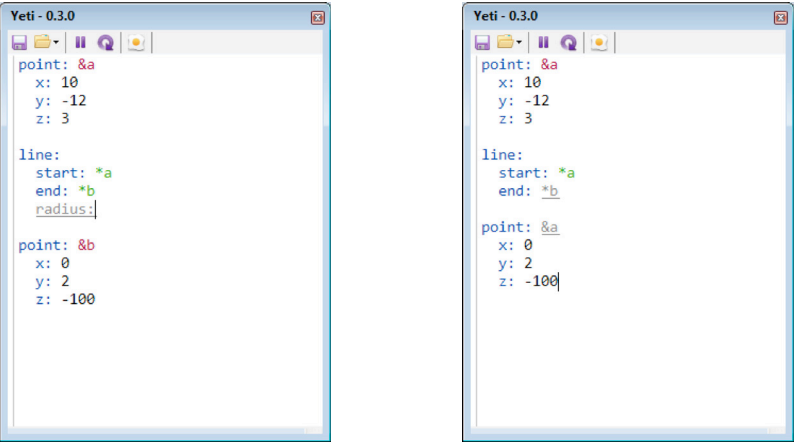 Yeti - 0.3.0
point: &a
x: 10
y: -12
z: 3
line:
start: *a
end: *b
radius:
point: &b
x: 0
y: 2
z: -100
Yeti - 0.3.0
point: &a
x: 10
y: -12
z: 3
line:
start: *a
end: *b
point: &a
x: 0
y: 2
z: -100